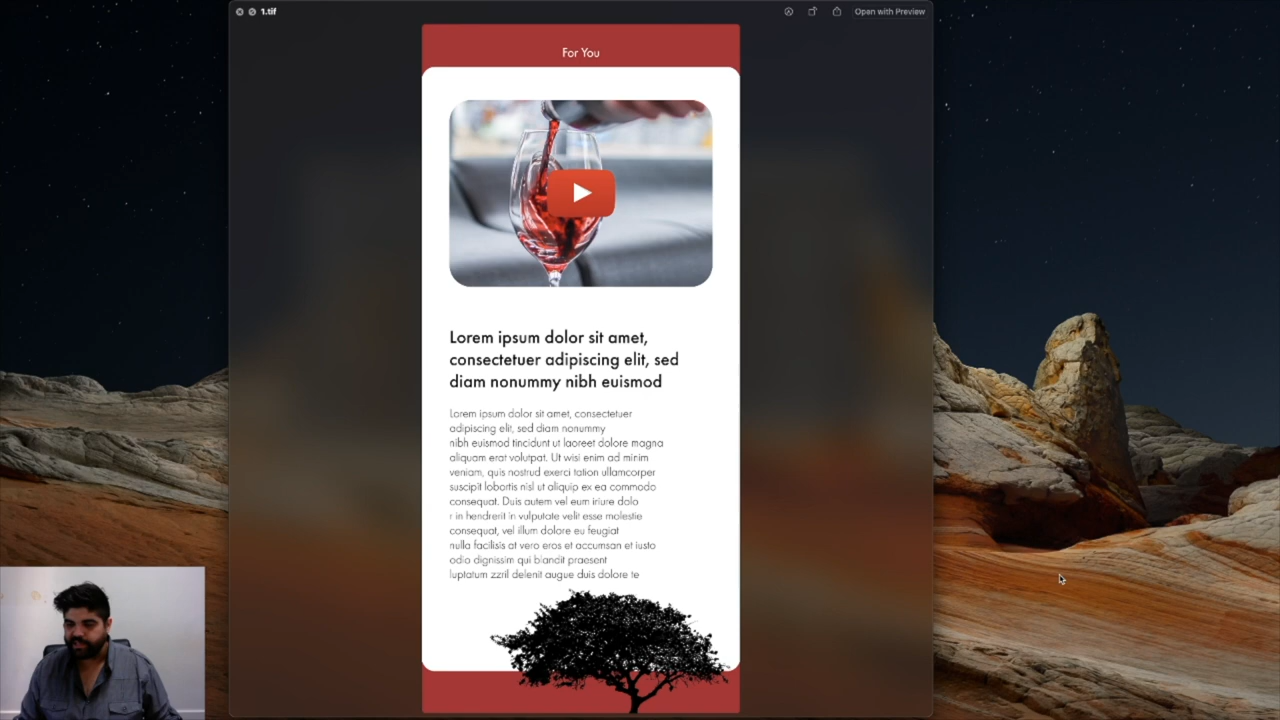 1.tif
Open with Preview
For You
Lorem ipsum dolor sit amet,
consectetuer adipiscing elit, sed
diam nonummy nibh euismod
Lorem ipsum dolor sit amet, consectetuer
adipiscing elit, sed diam nonummy
nibh euismod tincidunt ut laoreet dolore magna
aliquam erat volutpat. Ut wisi enim ad minim
veniam, quis nostrud exerci tation ullamcorper
suscipit lobortis nisl ut aliquip ex ea commodo
consequat. Duis autem vel eum iriure dolo
r in hendrerit in vulputate velit esse molestie
consequat, vel illum dolore eu feugiat
nulla facilisis at vero eros et accumsan et iusto
odio dignissim qui blandit praesent
luptatum zzril delenit augue duis dolore te